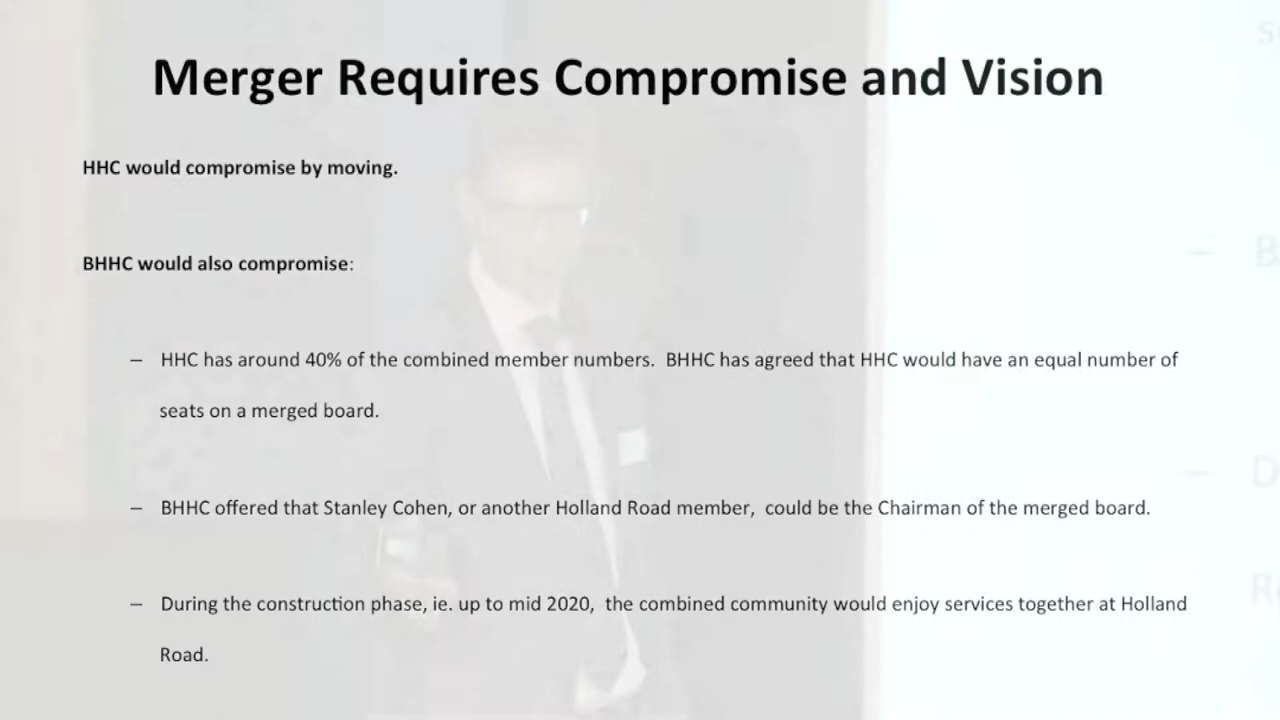 Merger Requires Compromise and Vision
HHC would compromise by moving.
BHHC would also compromise:
– HHC has around 40% of the combined member numbers.  BHHC has agreed that HHC would have an equal number of
seats on a merged board.
– BHHC offered that Stanley Cohen, or another Holland Road member,  could be the Chairman of the merged board.
– During the construction phase, ie. up to mid 2020,  the combined community would enjoy services together at Holland
Road.